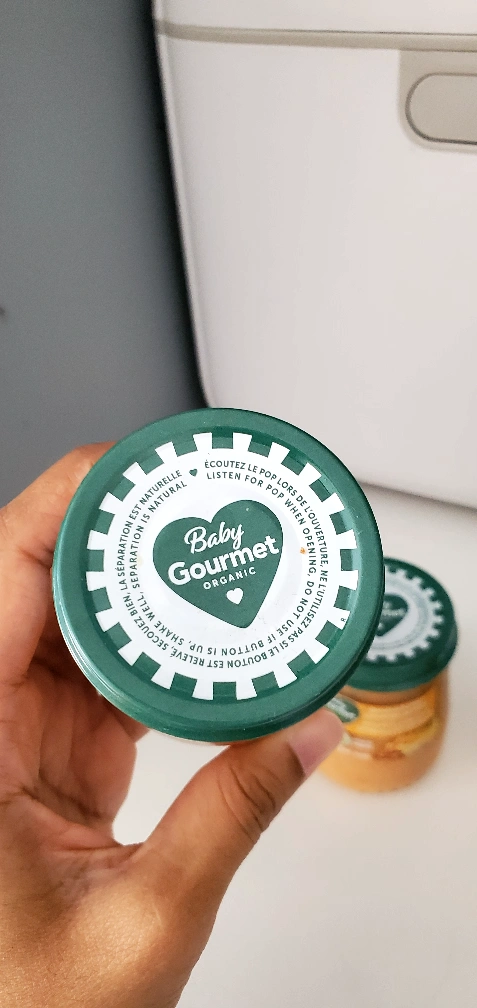 Baby
Gourmet
ORGANIC
ÉCOUTEZ LE POP LORS DE L'OUVERTURE. NE L'UTILISEZ PAS SI LE BOUTON EST RELEVÉ. SECOUEZ BIEN, LA SÉPARATION EST NATURELLE
LISTEN FOR POP WHEN OPENING. DO NOT USE IF BUTTON IS UP. SHAKE WELL, SEPARATION IS NATURAL